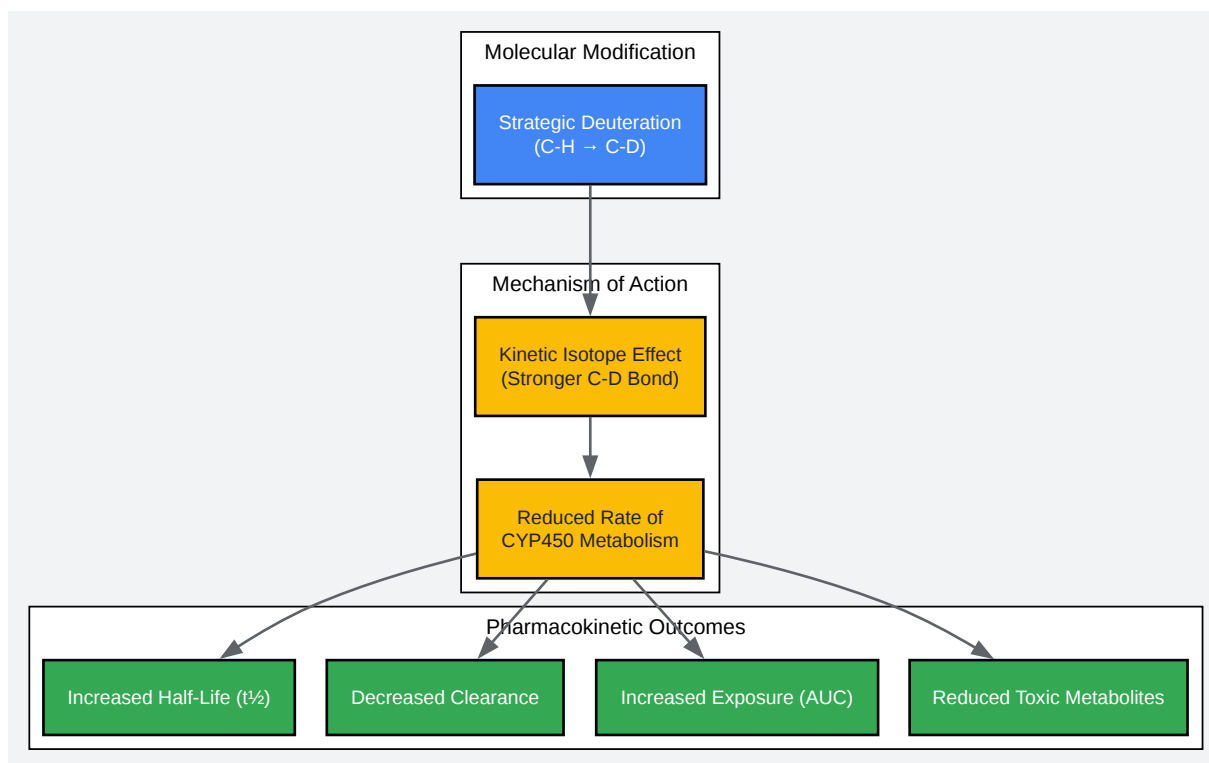 Molecular Modification
Strategic Deuteration
(C-H → C-D)
Mechanism of Action
Kinetic Isotope Effect
(Stronger C-D Bond)
Reduced Rate of
CYP450 Metabolism
Pharmacokinetic Outcomes
Increased Half-Life (t½)
Decreased Clearance
Increased Exposure (AUC)
Reduced Toxic Metabolites